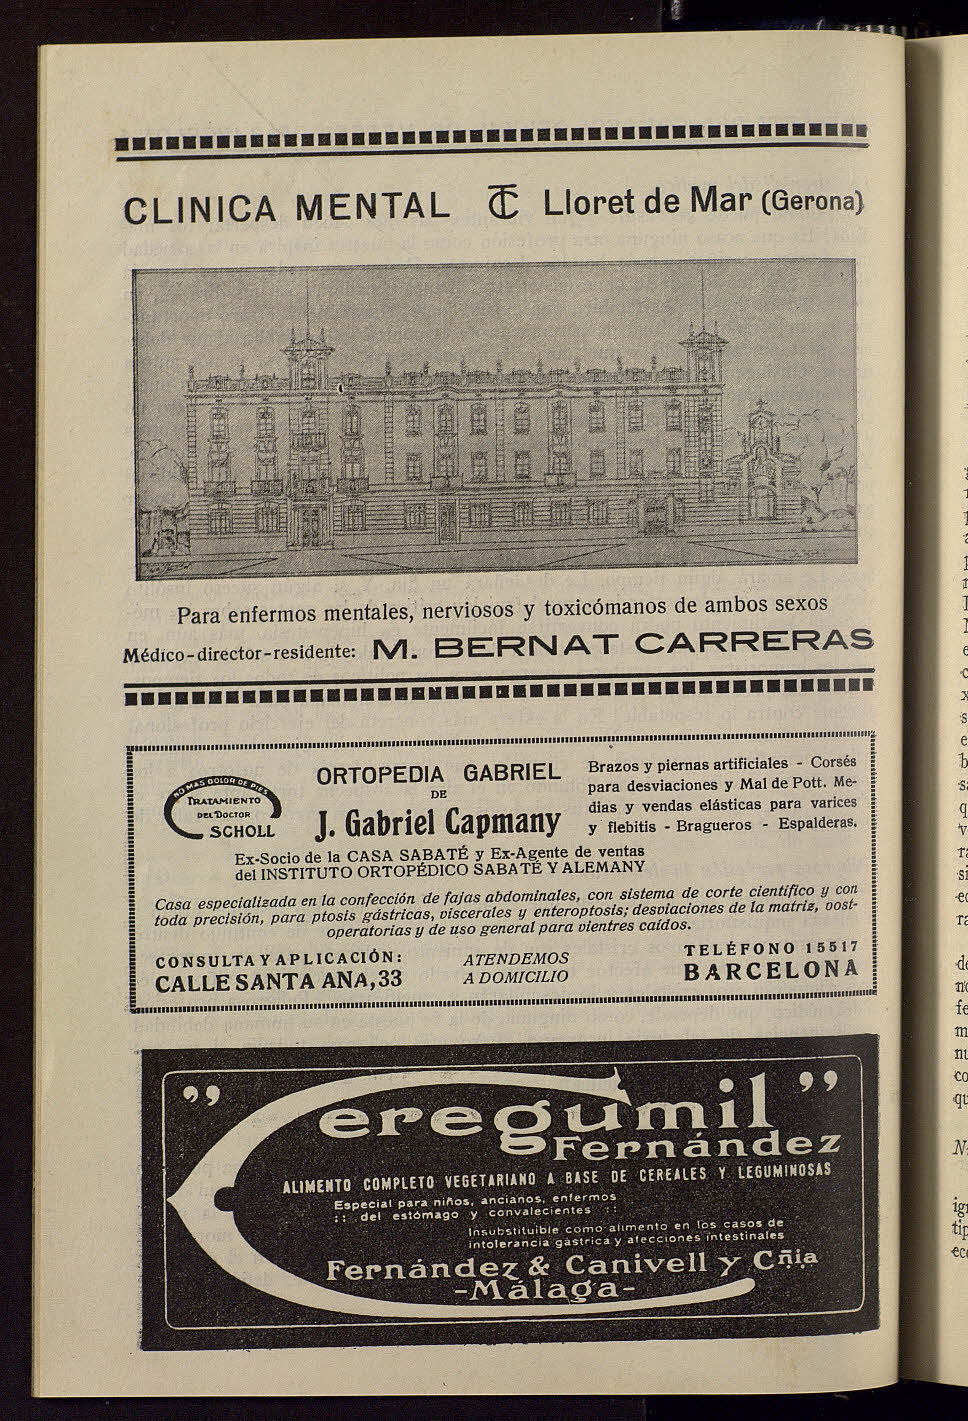 CLINICA MENTAL TC Lloret de Mar (Gerona)
Para enfermos mentales, nerviosos y toxicómanos de ambos sexos
Médico-director-residente: M. BERNAT CARRERAS
NO MAS DOLOR DE PIES
TRATAMIENTO
DEL DOCTOR
SCHOLL
ORTOPEDIA GABRIEL
DE
J. Gabriel Capmany
Brazos y piernas artificiales - Corsés
para desviaciones y Mal de Pott. Me-
dias y vendas elásticas para varices
y flebitis - Bragueros - Espalderas.
Ex-Socio de la CASA SABATÉ y Ex-Agente de ventas
del INSTITUTO ORTOPÉDICO SABATÉ Y ALEMANY
Casa especializada en la confección de fajas abdominales, con sistema de corte científico y con
toda precisión, para ptosis gástricas, viscerales y enteroptosis; desviaciones de la matriz, oost-
operatorias y de uso general para vientres caídos.
CONSULTA Y APLICACIÓN:
CALLE SANTA ANA, 33
ATENDEMOS
A DOMICILIO
TELÉFONO 15517
BARCELONA
"Ceregumil"
Fernández
ALIMENTO COMPLETO VEGETARIANO A BASE DE CEREALES Y LEGUMINOSAS
Especial para niños, ancianos, enfermos
:: del estómago y convalecientes ::
Insubstituible como alimento en los casos de
intolerancia gástrica y afecciones intestinales
Fernández & Canivell y Cñia
-Málaga-